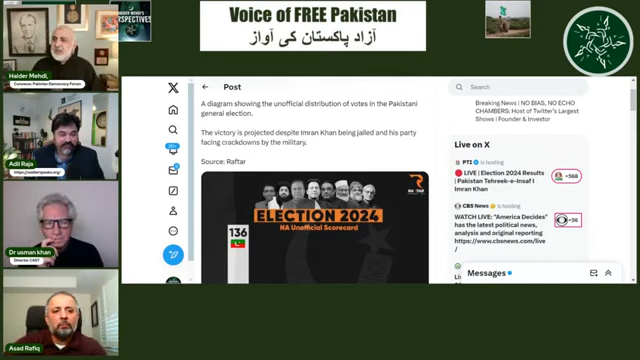 HAIDER MEHDI'S
PERSPECTIVES
Voice of FREE Pakistan
آزاد پاکستان کی آواز
Haider Mehdi,
Convenor, Pakistan Democracy Forum
Adil Raja
Dr usman khan
Director CAST
Asad Rafiq
Post
A diagram showing the unofficial distribution of votes in the Pakistani
general election.
The victory is projected despite Imran Khan being jailed and his party
facing crackdowns by the military.
Source: Raftar
RAFTAR
ELECTION 2024
NA Unofficial Scorecard
136
20+
Search
Breaking News | NO BIAS, NO ECHO
CHAMBERS: Host of Twitter's Largest
Shows | Founder & Investor
Live on X
PTI is hosting
LIVE | Election 2024 Results
| Pakistan Tehreek-e-Insaf I
Imran Khan
+568
CBS News is hosting
WATCH LIVE: "America Decides"
has the latest political news,
analysis and original reporting
https://www.cbsnews.com/live
/
+56
Messages